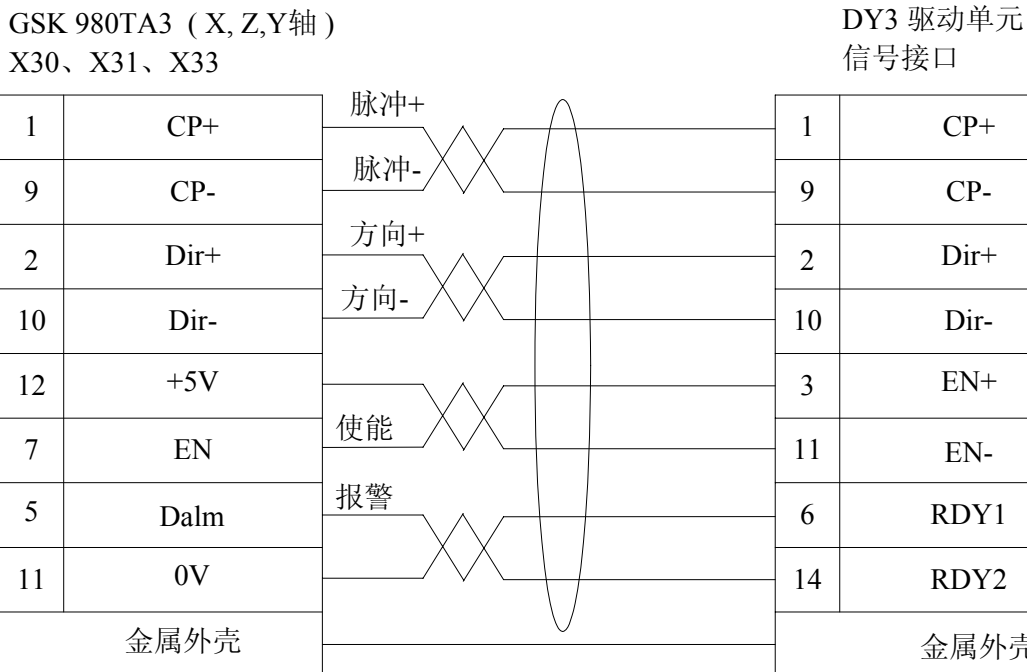 GSK 980TA3 ( X, Z,Y轴 )
X30、X31、X33
DY3 驱动单元
信号接口
1 CP+ 脉冲+ 1 CP+
9 CP- 脉冲- 9 CP-
2 Dir+ 方向+ 2 Dir+
10 Dir- 方向- 10 Dir-
12 +5V 3 EN+
7 EN 使能 11 EN-
5 Dalm 报警 6 RDY1
11 0V 14 RDY2
金属外壳 金属外壳